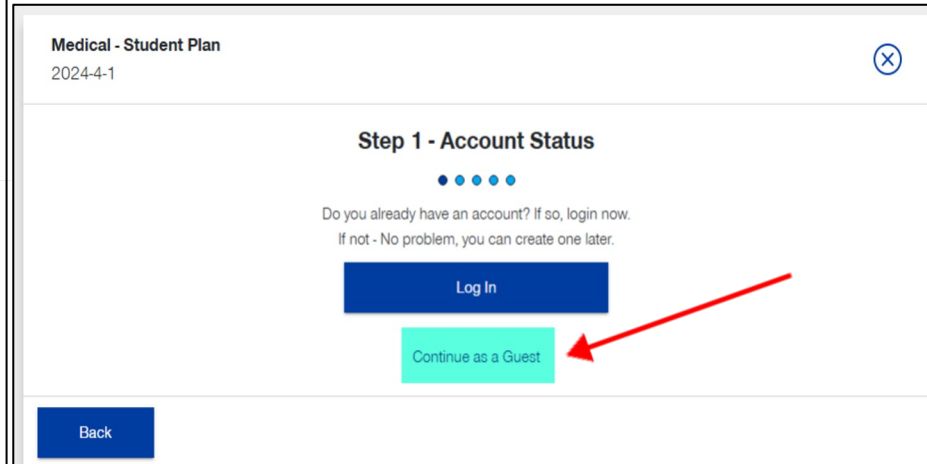 Medical - Student Plan
2024-4-1
Step 1 - Account Status
Do you already have an account? If so, login now.
If not - No problem, you can create one later.
Log In
Continue as a Guest
Back